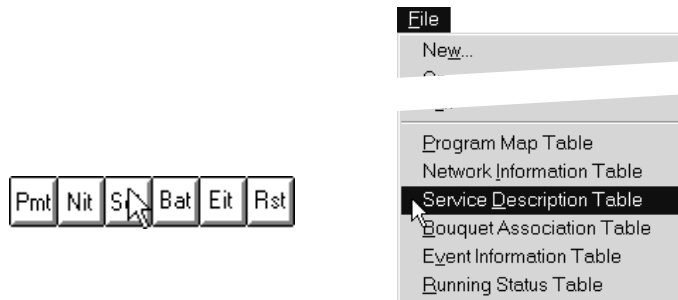 File
New...
Program Map Table
Network Information Table
Pmt Nit Bat Eit Rst
Service Description Table
Bouquet Association Table
Event Information Table
Running Status Table